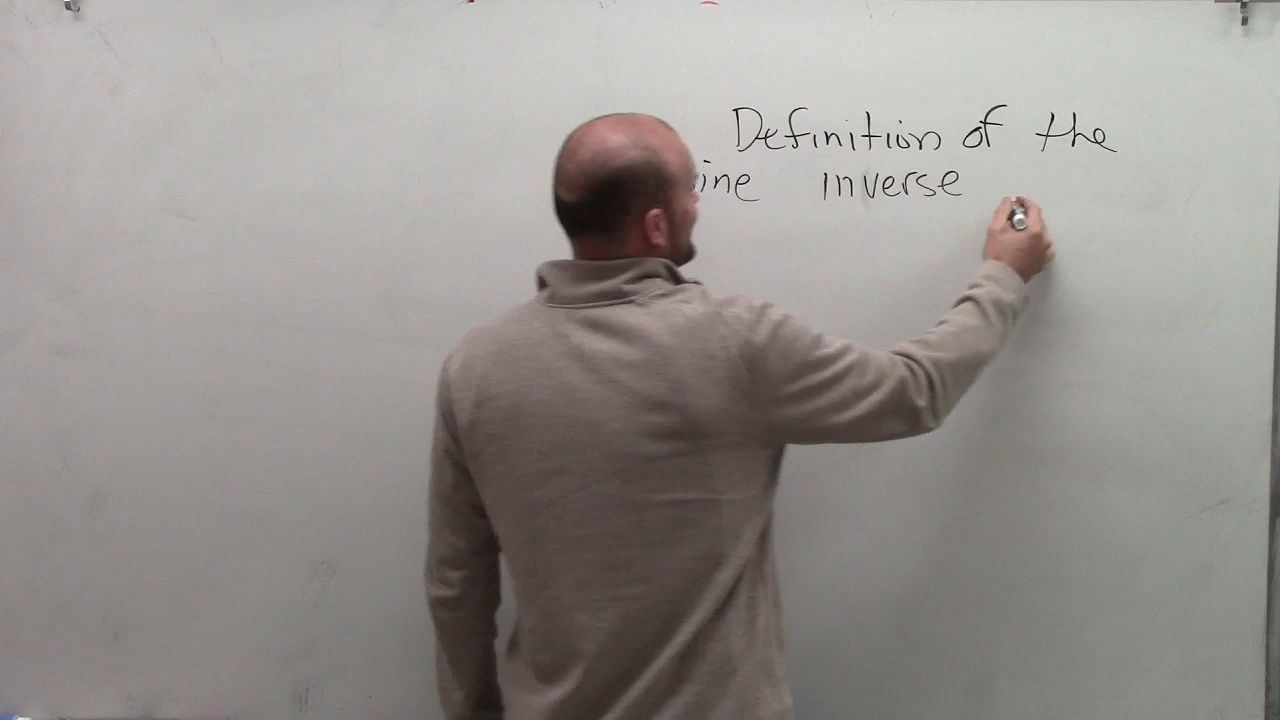 Definition of the
ine inverse